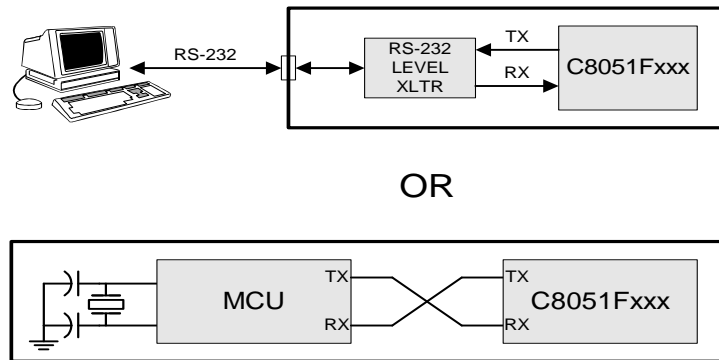 RS-232
RS-232
LEVEL
XLTR
TX
RX
C8051Fxxx
OR
MCU
TX
RX
TX
RX
C8051Fxxx